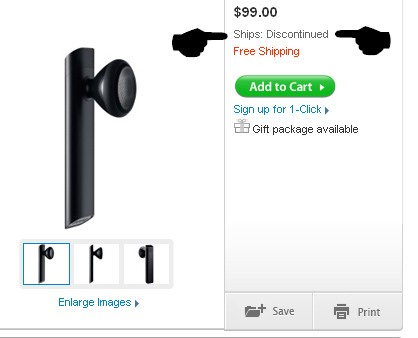 $99.00
Ships: Discontinued
Free Shipping
Add to Cart
Sign up for 1-Click
Gift package available
Enlarge Images
Save
Print